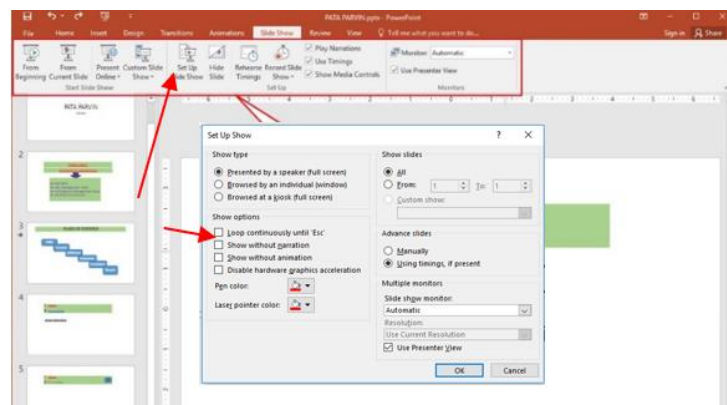 PATA PARVIN.pptx - PowerPoint
File Home Insert Design Transitions Animations Slide Show Review View Tell me what you want to do... Sign in Share
From Beginning
From Current Slide
Present Online
Custom Slide Show
Start Slide Show
Set Up Slide Show
Hide Slide
Rehearse Timings
Record Slide Show
Play Narrations
Use Timings
Show Media Controls
Set Up
Monitor: Automatic
Use Presenter View
Monitors
PATA PARVIN
2
3
4
5
Set Up Show ? X
Show type
Presented by a speaker (full screen)
Browsed by an individual (window)
Browsed at a kiosk (full screen)
Show options
Loop continuously until 'Esc'
Show without narration
Show without animation
Disable hardware graphics acceleration
Pen color:
Laser pointer color:
Show slides
All
From: 1 To: 1
Custom show:
Advance slides
Manually
Using timings, if present
Multiple monitors
Slide show monitor:
Automatic
Resolution:
Use Current Resolution
Use Presenter View
OK Cancel